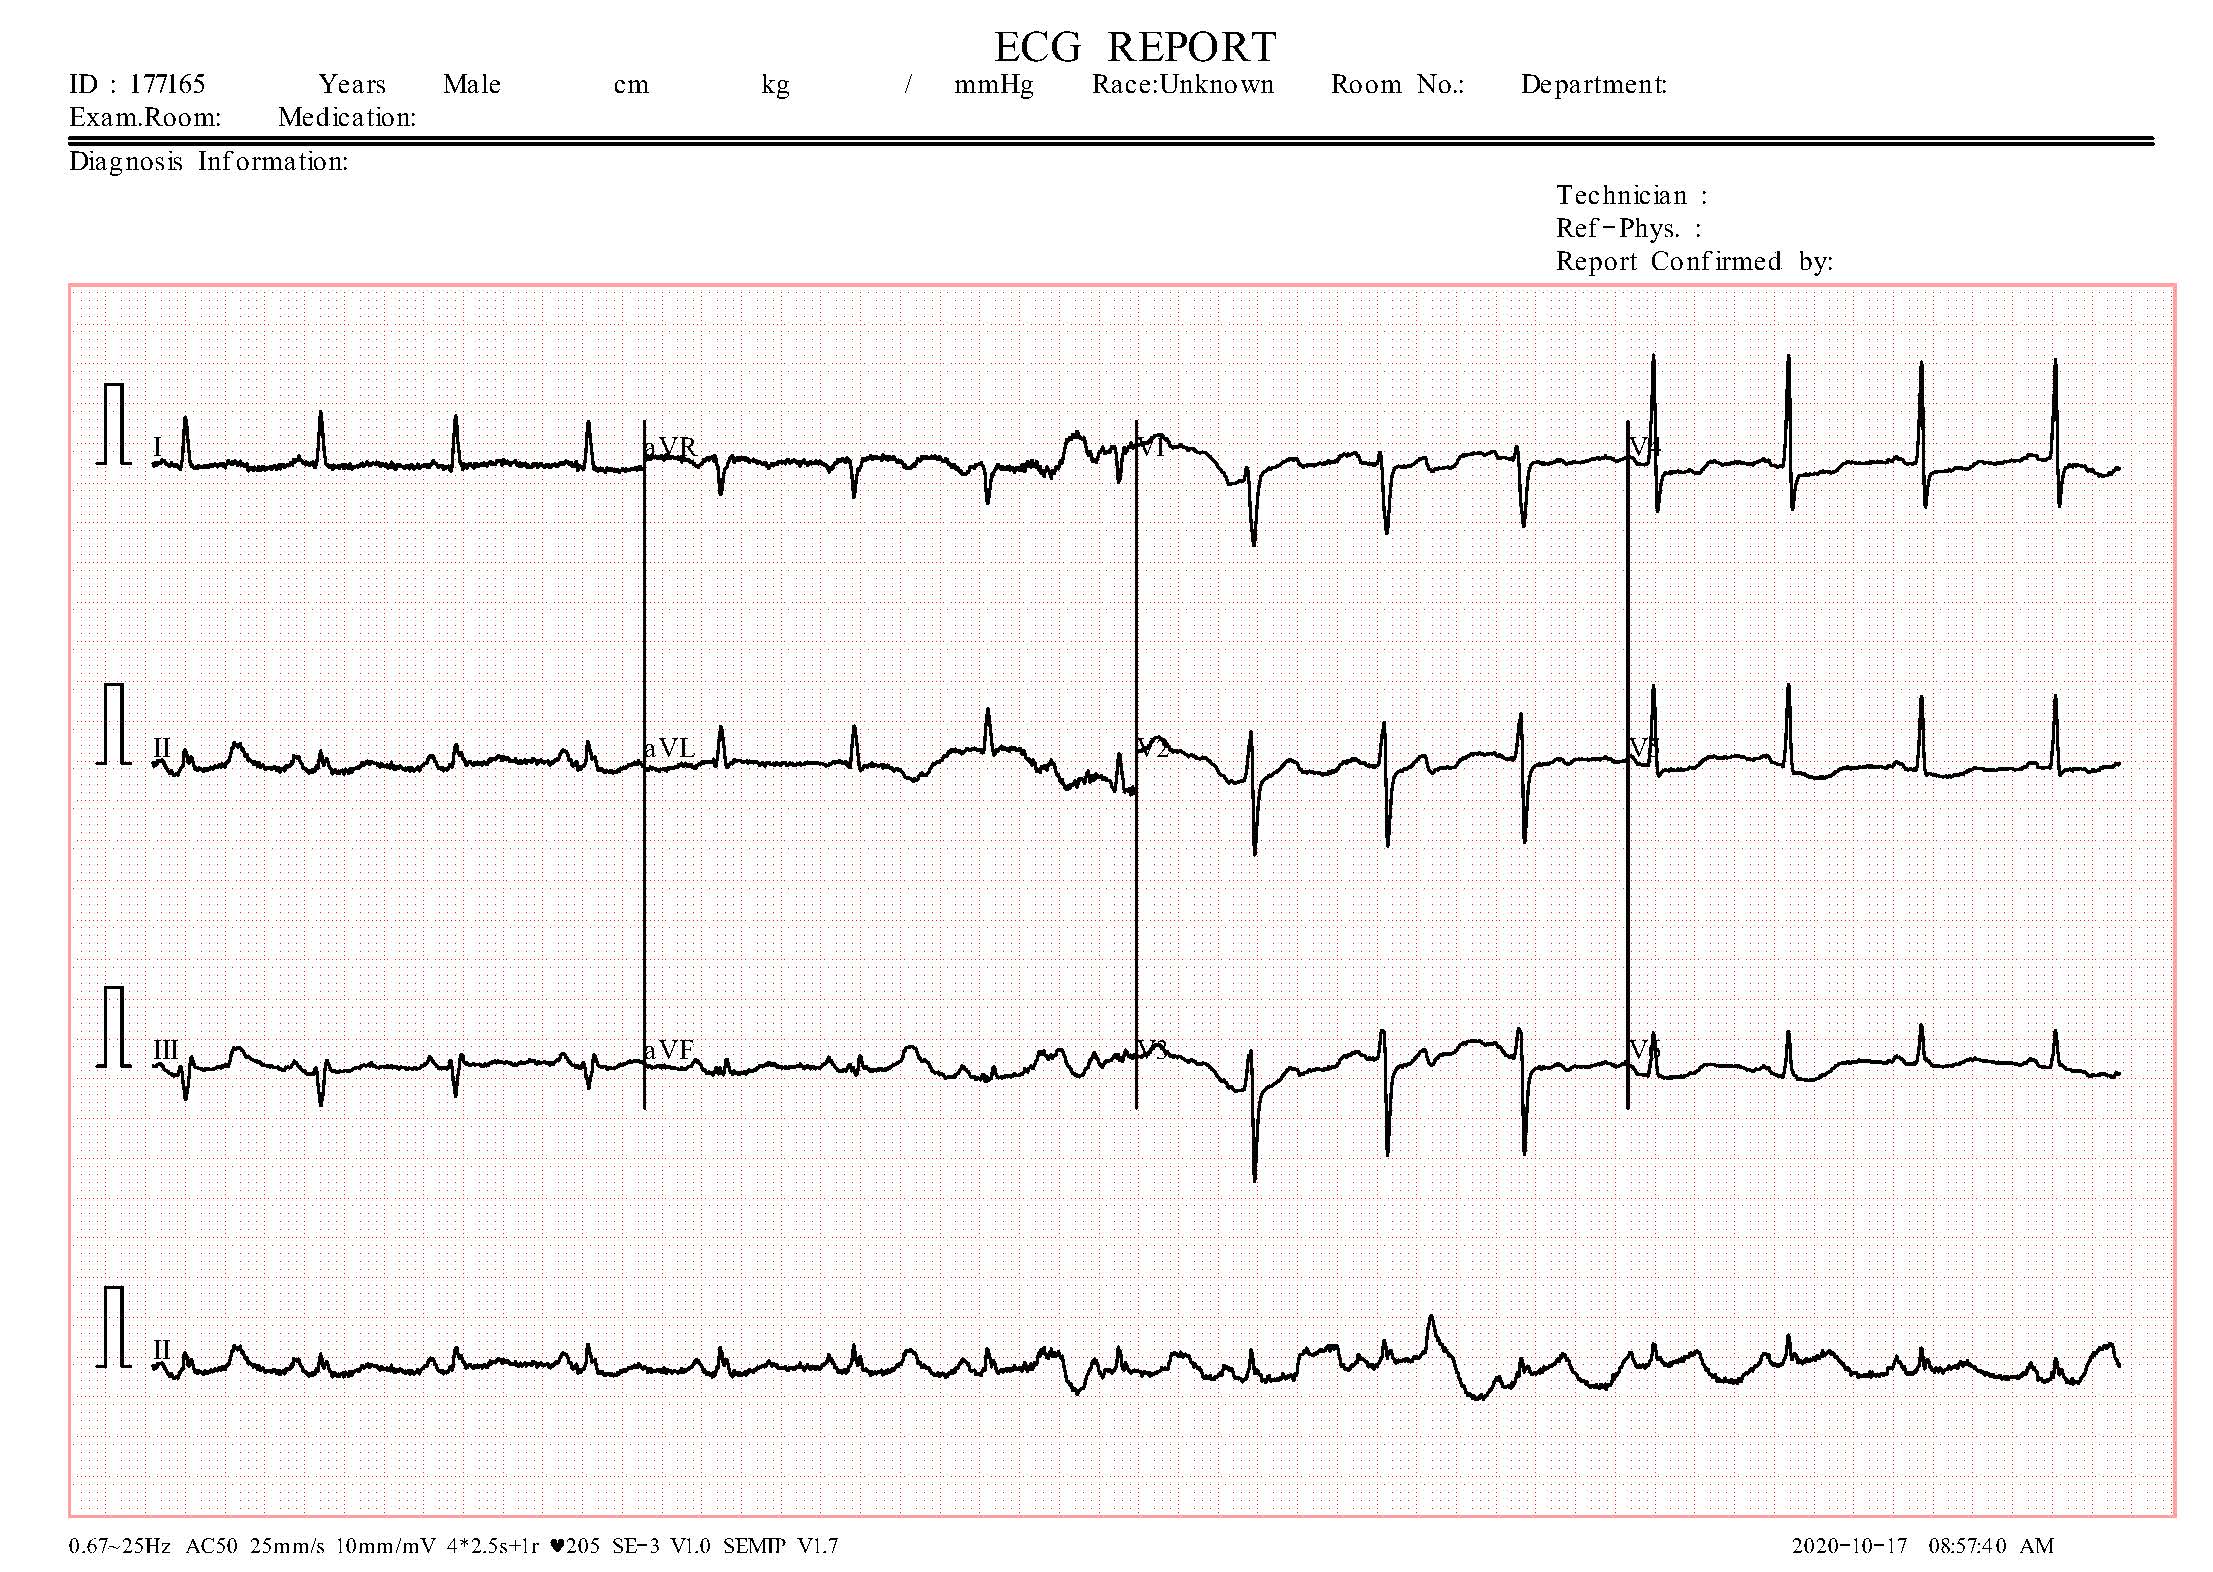 ECG REPORT
ID : 177165 Years Male cm kg / mmHg Race:Unknown Room No.: Department:
Exam.Room: Medication:
Diagnosis Information:
Technician :
Ref-Phys. :
Report Confirmed by:
I aVR V1 V4
II aVL V2 V5
III aVF V3 V6
II
0.67~25Hz AC50 25mm/s 10mm/mV 4*2.5s+1r ♥205 SE-3 V1.0 SEMIP V1.7 2020-10-17 08:57:40 AM